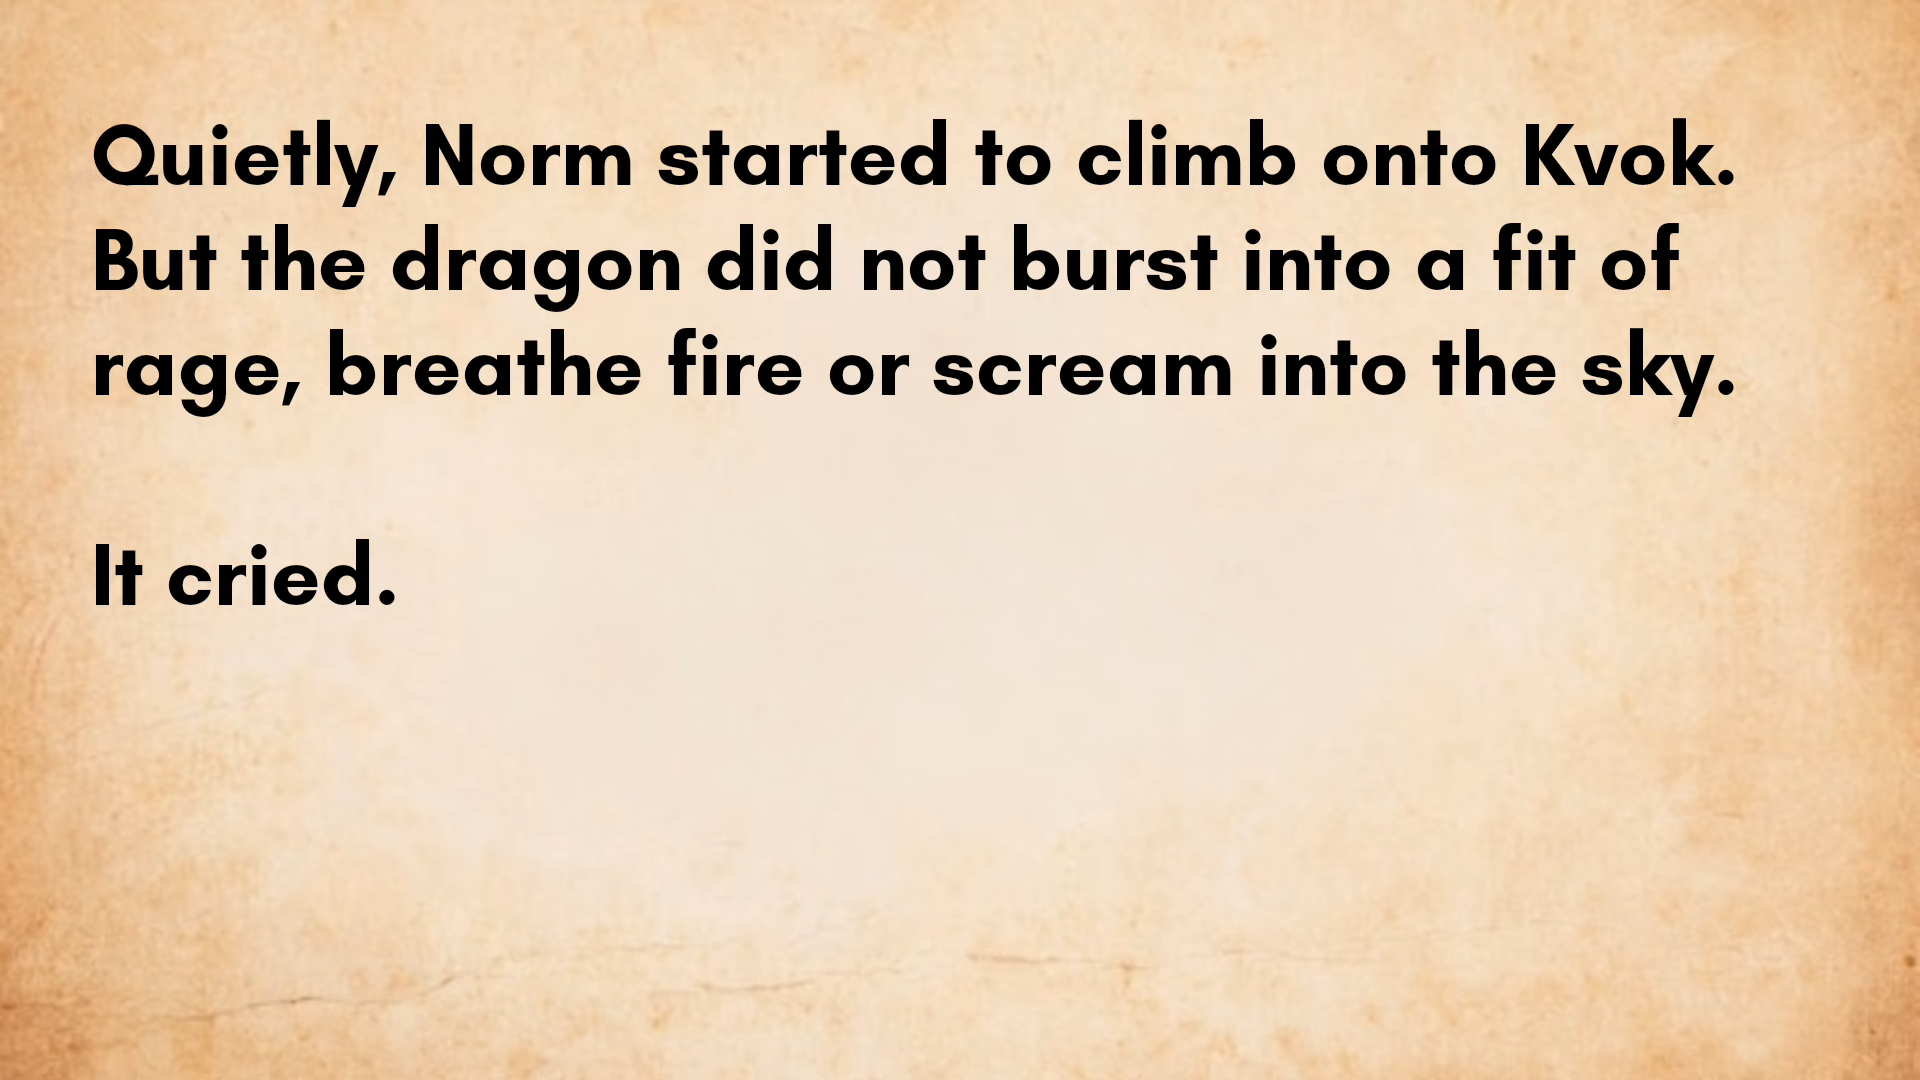 Quietly, Norm started to climb onto Kvok.
But the dragon did not burst into a fit of
rage, breathe fire or scream into the sky.
It cried.